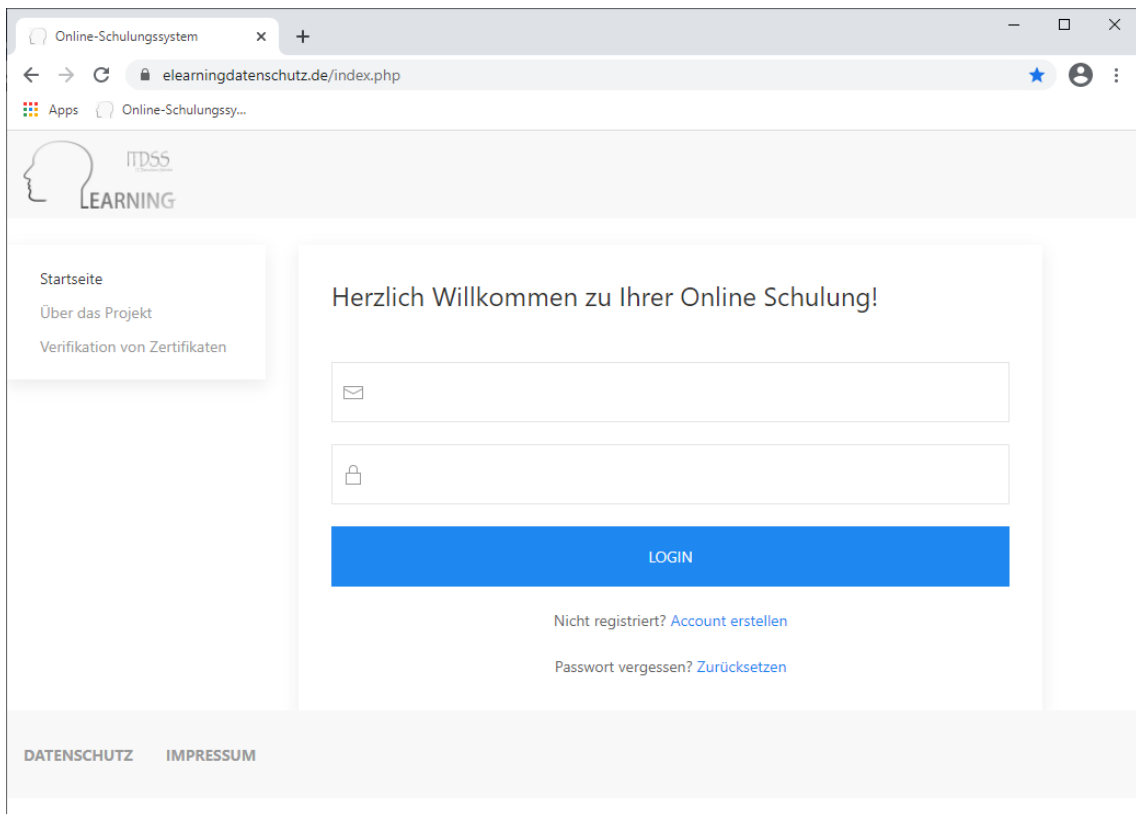 Online-Schulungssystem
elearningdatenschutz.de/index.php
Apps Online-Schulungssy...
ITDSS
LEARNING
Startseite
Über das Projekt
Verifikation von Zertifikaten
Herzlich Willkommen zu Ihrer Online Schulung!
LOGIN
Nicht registriert? Account erstellen
Passwort vergessen? Zurücksetzen
DATENSCHUTZ IMPRESSUM